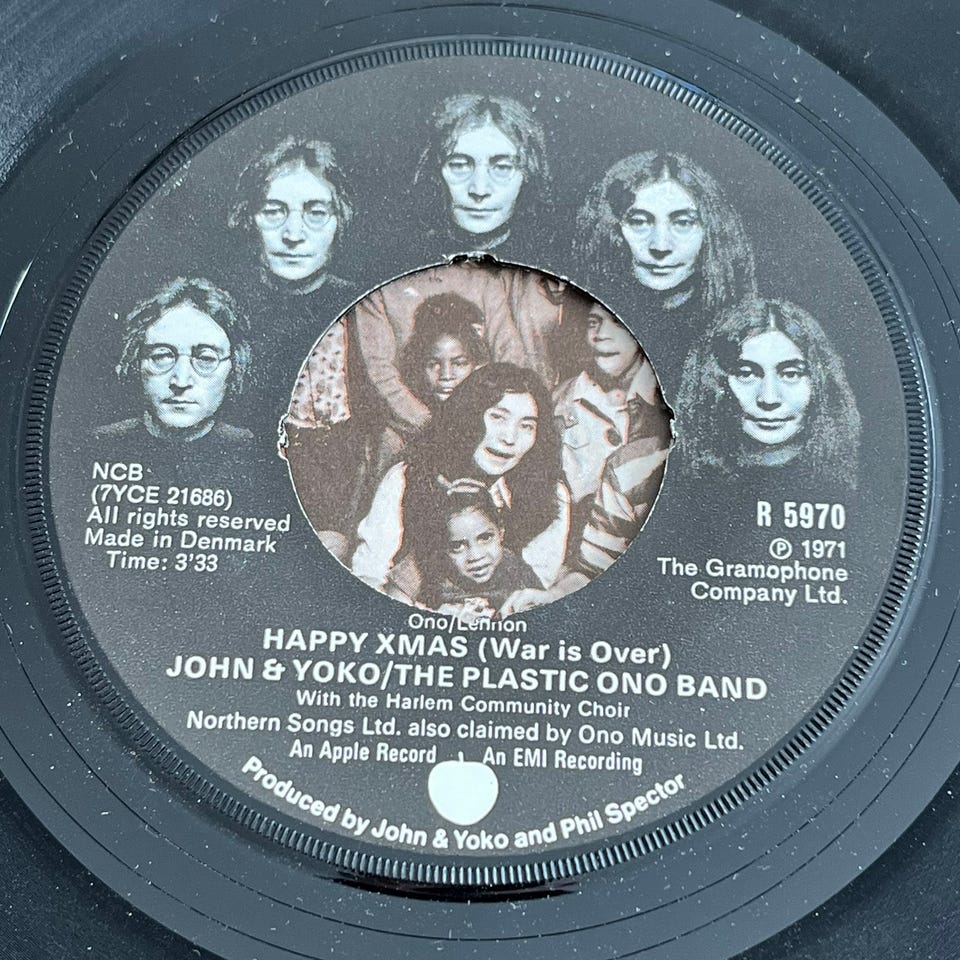 NCB
(7YCE 21686)
All rights reserved
Made in Denmark
Time: 3'33
R 5970
℗ 1971
The Gramophone
Company Ltd.
Ono/Lennon
HAPPY XMAS (War is Over)
JOHN & YOKO/THE PLASTIC ONO BAND
With the Harlem Community Choir
Northern Songs Ltd. also claimed by Ono Music Ltd.
An Apple Record An EMI Recording
Produced by John & Yoko and Phil Spector